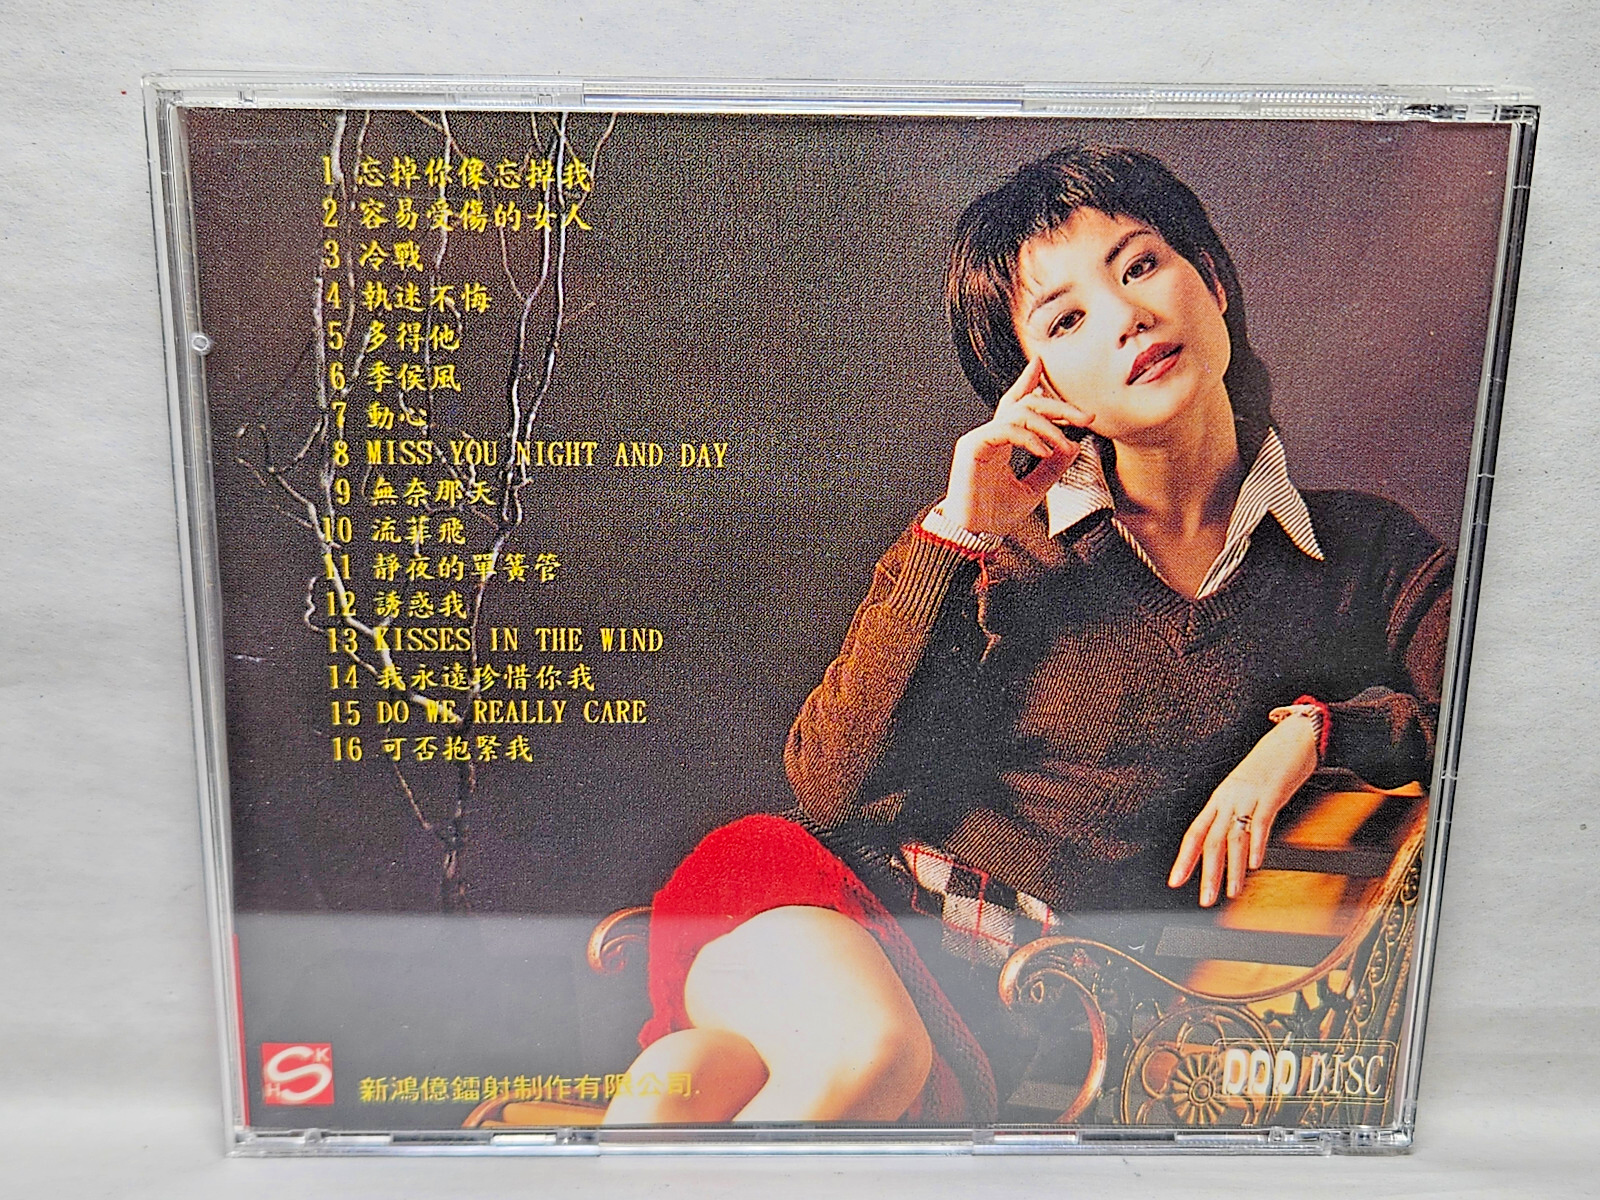 1 忘掉你像忘掉我
2 容易受傷的女人
3 冷戰
4 執迷不悔
5 多得他
6 季侯風
7 動心
8 MISS YOU NIGHT AND DAY
9 無奈那天
10 流菲飛
11 靜夜的單簧管
12 誘惑我
13 KISSES IN THE WIND
14 我永遠珍惜你我
15 DO WE REALLY CARE
16 可否抱緊我
S K H
新鴻億鐳射制作有限公司.
DDD DISC